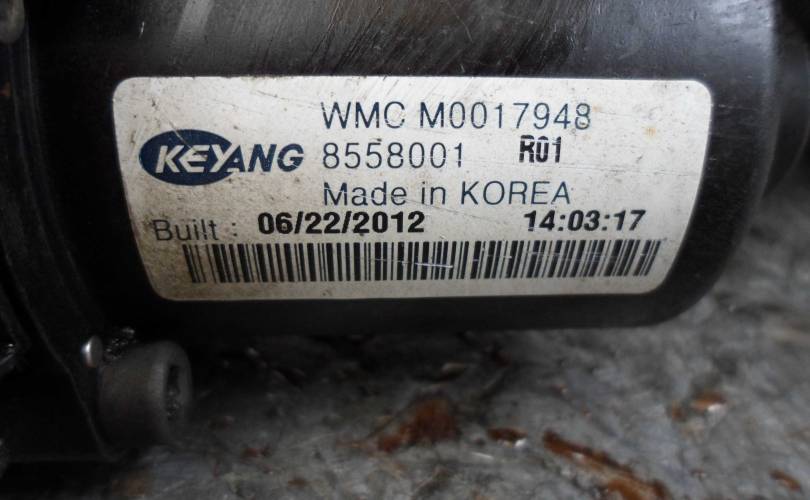 WMC M0017948
KEYANG 8558001 R01
Made in KOREA
Built : 06/22/2012 14:03:17